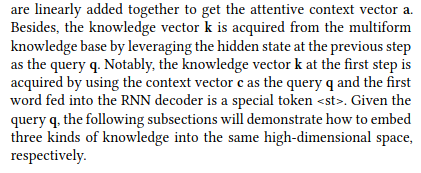 are linearly added together to get the attentive context vector a.
Besides, the knowledge vector k is acquired from the multiform
knowledge base by leveraging the hidden state at the previous step
as the query q. Notably, the knowledge vector k at the first step is
acquired by using the context vector c as the query q and the first
word fed into the RNN decoder is a special token <st>. Given the
query q, the following subsections will demonstrate how to embed
three kinds of knowledge into the same high-dimensional space,
respectively.